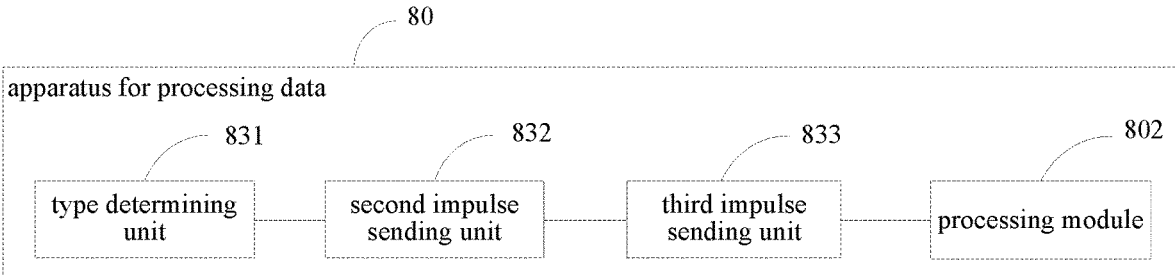 80
apparatus for processing data
831
832
833
802
type determining
unit
second impulse
sending unit
third impulse
sending unit
processing module